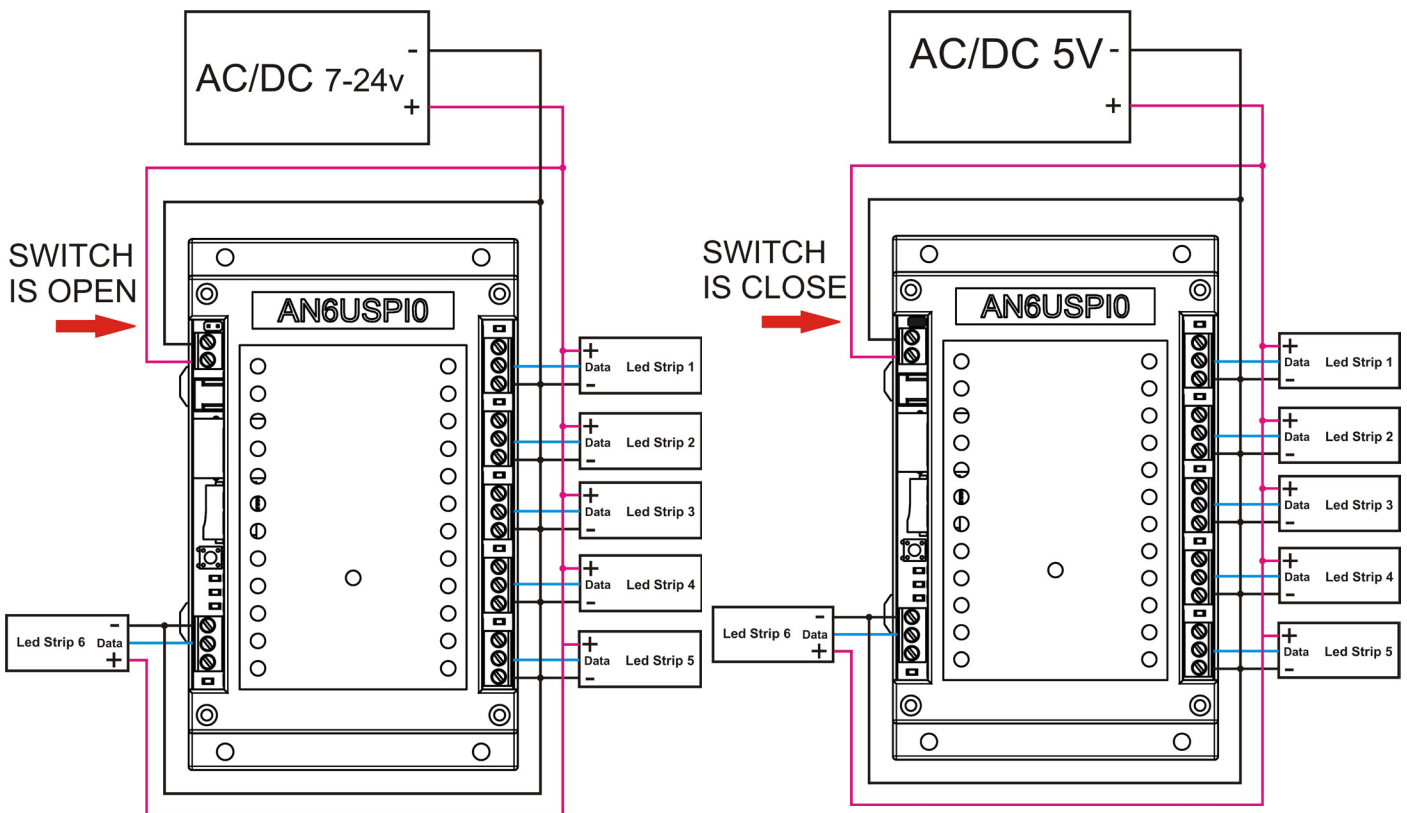 AC/DC 7-24v
-
+
SWITCH
IS OPEN
AN6USPI0
+
Data Led Strip 1
-
+
Data Led Strip 2
-
+
Data Led Strip 3
-
+
Data Led Strip 4
-
+
Data Led Strip 5
-
-
Led Strip 6 Data
+
AC/DC 5V -
+
SWITCH
IS CLOSE
AN6USPI0
+
Data Led Strip 1
-
+
Data Led Strip 2
-
+
Data Led Strip 3
-
+
Data Led Strip 4
-
+
Data Led Strip 5
-
-
Led Strip 6 Data
+